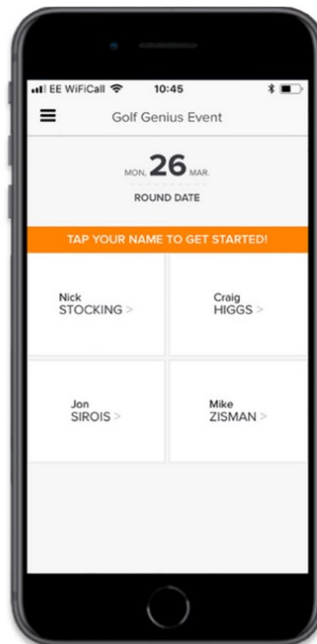 EE WiFiCall 10:45
Golf Genius Event
MON, 26 MAR.
ROUND DATE
TAP YOUR NAME TO GET STARTED!
Nick
STOCKING >
Craig
HIGGS >
Jon
SIROIS >
Mike
ZISMAN >